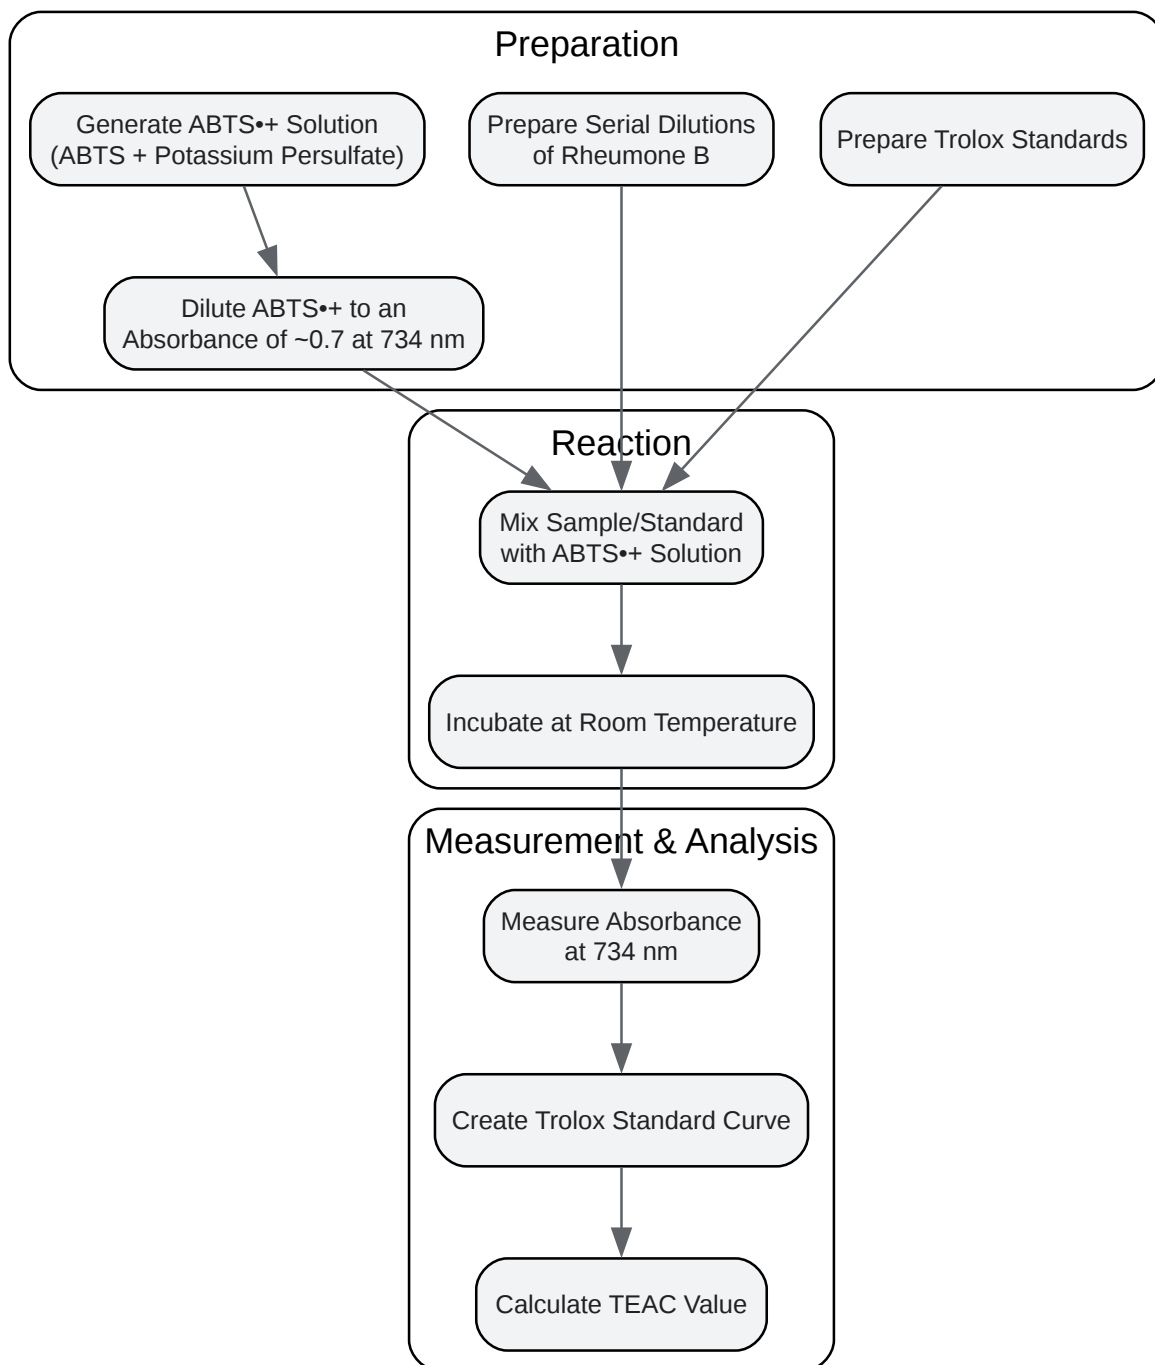 Preparation
Generate ABTS•+ Solution
(ABTS + Potassium Persulfate)
Prepare Serial Dilutions
of Rheumone B
Prepare Trolox Standards
Dilute ABTS•+ to an
Absorbance of ~0.7 at 734 nm
Reaction
Mix Sample/Standard
with ABTS•+ Solution
Incubate at Room Temperature
Measurement & Analysis
Measure Absorbance
at 734 nm
Create Trolox Standard Curve
Calculate TEAC Value